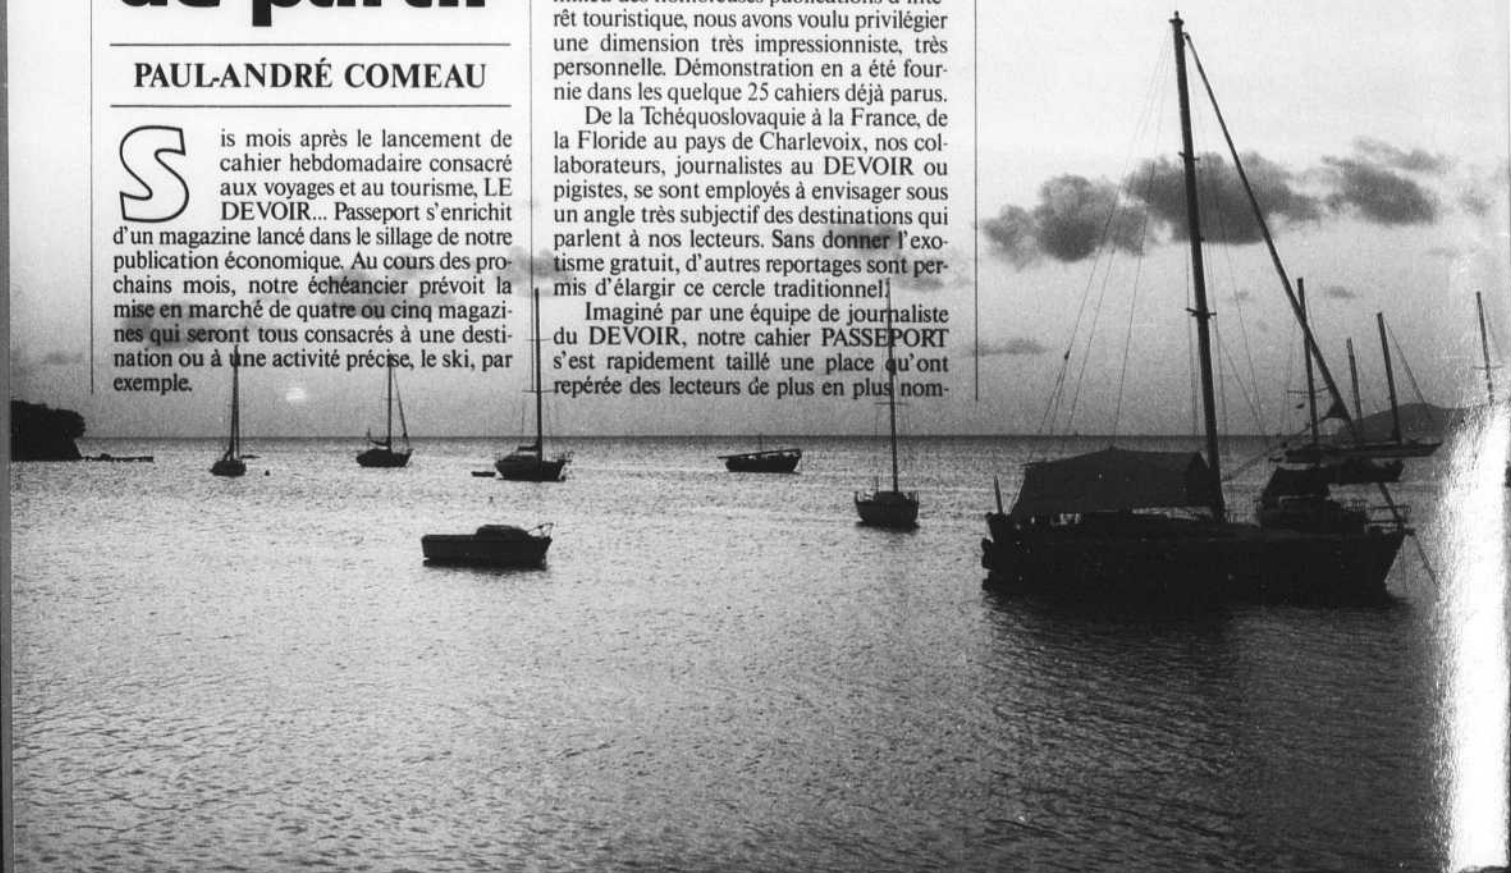 de partir
PAUL-ANDRÉ COMEAU
Sis mois après le lancement de
cahier hebdomadaire consacré
aux voyages et au tourisme, LE
DEVOIR... Passeport s'enrichit
d'un magazine lancé dans le sillage de notre
publication économique. Au cours des pro-
chains mois, notre échéancier prévoit la
mise en marché de quatre ou cinq magazi-
nes qui seront tous consacrés à une desti-
nation ou à une activité précise, le ski, par
exemple.
milieu des nombreuses publications d'inté-
rêt touristique, nous avons voulu privilégier
une dimension très impressionniste, très
personnelle. Démonstration en a été four-
nie dans les quelque 25 cahiers déjà parus.
De la Tchéquoslovaquie à la France, de
la Floride au pays de Charlevoix, nos col-
laborateurs, journalistes au DEVOIR ou
pigistes, se sont employés à envisager sous
un angle très subjectif des destinations qui
parlent à nos lecteurs. Sans donner l'exo-
tisme gratuit, d'autres reportages sont per-
mis d'élargir ce cercle traditionnel.
Imaginé par une équipe de journaliste
du DEVOIR, notre cahier PASSEPORT
s'est rapidement taillé une place qu'ont
repérée des lecteurs de plus en plus nom-